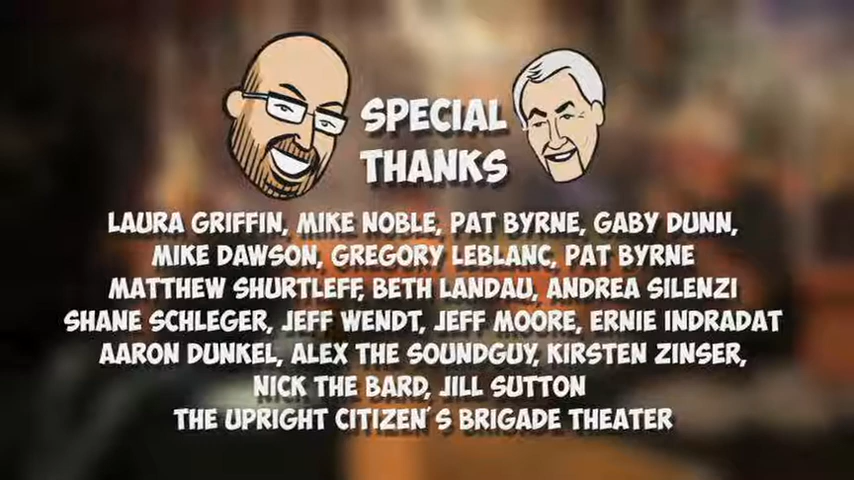 SPECIAL
THANKS
LAURA GRIFFIN, MIKE NOBLE, PAT BYRNE, GABY DUNN,
MIKE DAWSON, GREGORY LEBLANC, PAT BYRNE
MATTHEW SHURTLEFF, BETH LANDAU, ANDREA SILENZI
SHANE SCHLEGER, JEFF WENDT, JEFF MOORE, ERNIE INDRADAT
AARON DUNKEL, ALEX THE SOUNDGUY, KIRSTEN ZINSER,
NICK THE BARD, JILL SUTTON
THE UPRIGHT CITIZEN'S BRIGADE THEATER